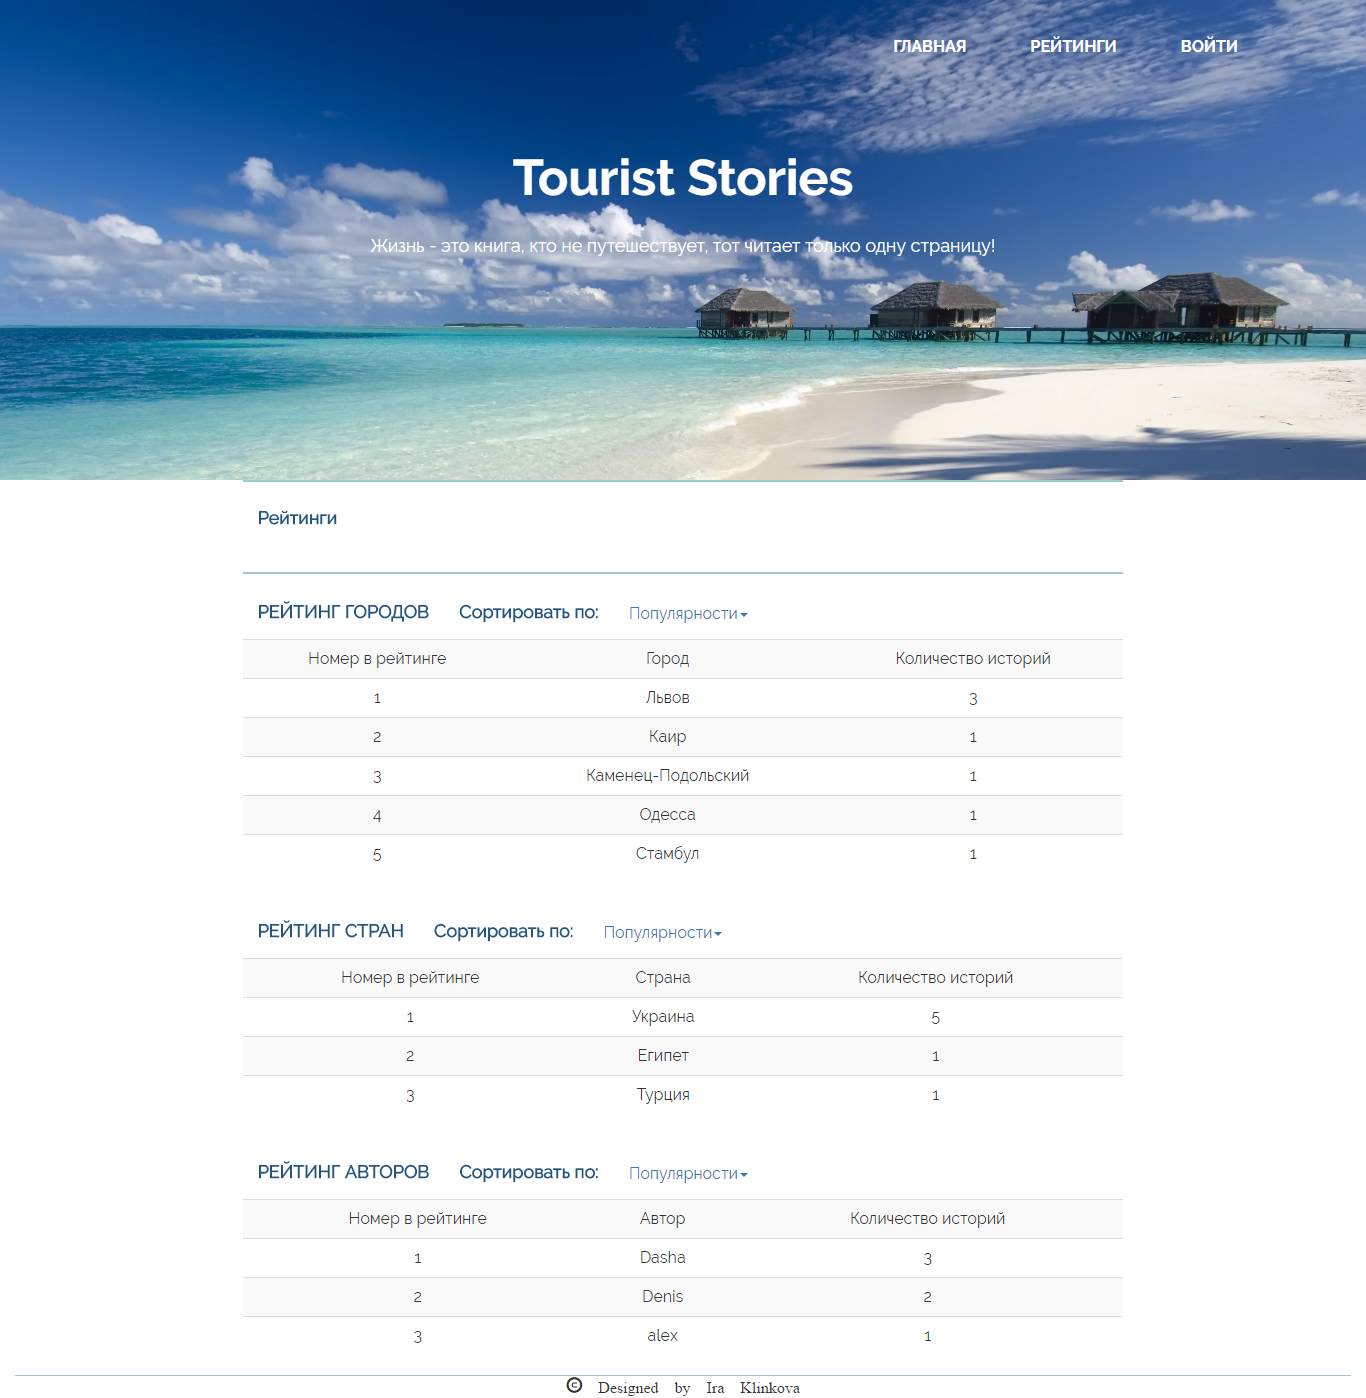 ГЛАВНАЯ РЕЙТИНГИ ВОЙТИ
Tourist Stories
Жизнь - это книга, кто не путешествует, тот читает только одну страницу!
Рейтинги
РЕЙТИНГ ГОРОДОВ Сортировать по: Популярности
Номер в рейтинге Город Количество историй
1 Львов 3
2 Каир 1
3 Каменец-Подольский 1
4 Одесса 1
5 Стамбул 1
РЕЙТИНГ СТРАН Сортировать по: Популярности
Номер в рейтинге Страна Количество историй
1 Украина 5
2 Египет 1
3 Турция 1
РЕЙТИНГ АВТОРОВ Сортировать по: Популярности
Номер в рейтинге Автор Количество историй
1 Dasha 3
2 Denis 2
3 alex 1
© Designed by Ira Klinkova